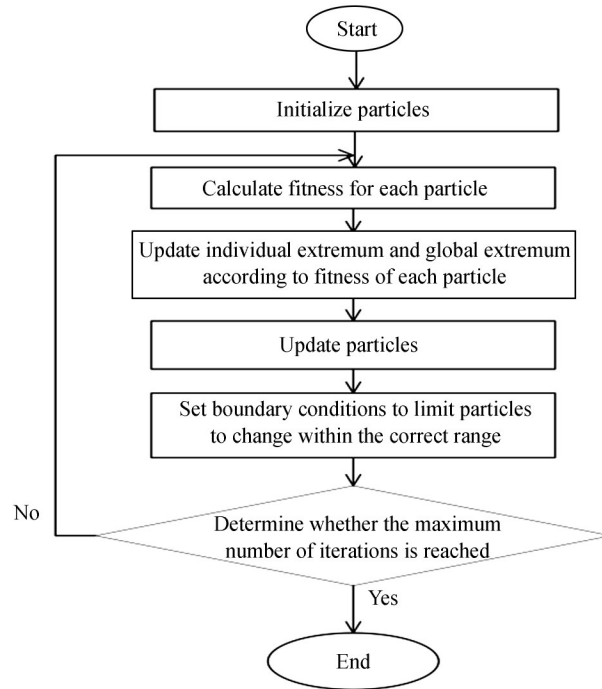 Start
Initialize particles
Calculate fitness for each particle
Update individual extremum and global extremum
according to fitness of each particle
Update particles
Set boundary conditions to limit particles
to change within the correct range
No
Determine whether the maximum
number of iterations is reached
Yes
End